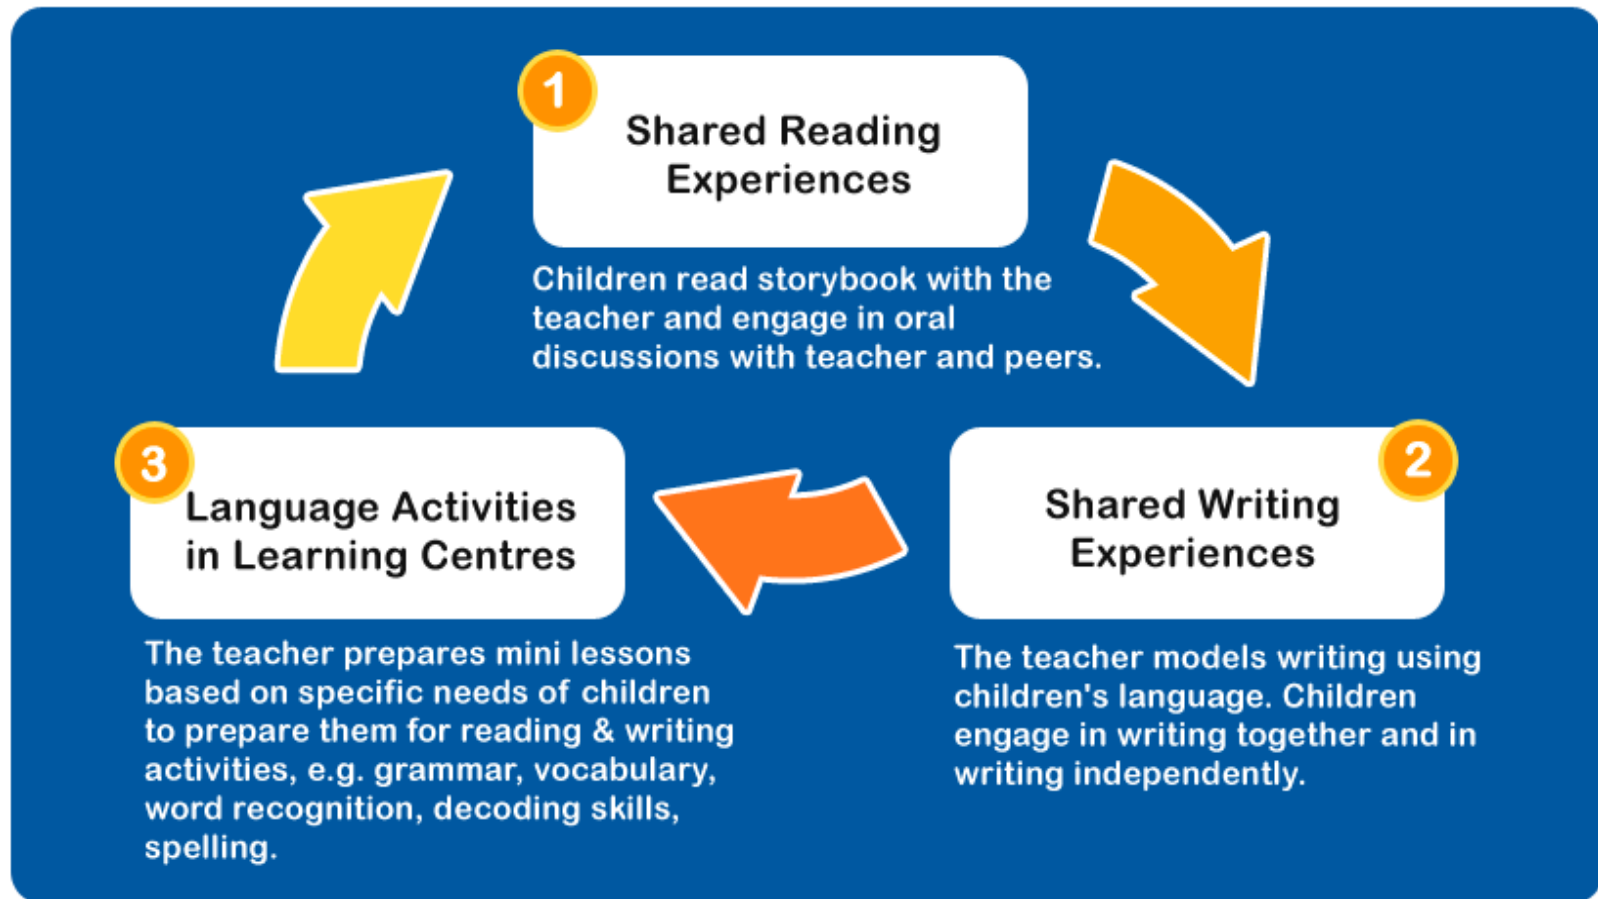 1
Shared Reading
Experiences
Children read storybook with the
teacher and engage in oral
discussions with teacher and peers.
2
Shared Writing
Experiences
The teacher models writing using
children's language. Children
engage in writing together and in
writing independently.
3
Language Activities
in Learning Centres
The teacher prepares mini lessons
based on specific needs of children
to prepare them for reading & writing
activities, e.g. grammar, vocabulary,
word recognition, decoding skills,
spelling.